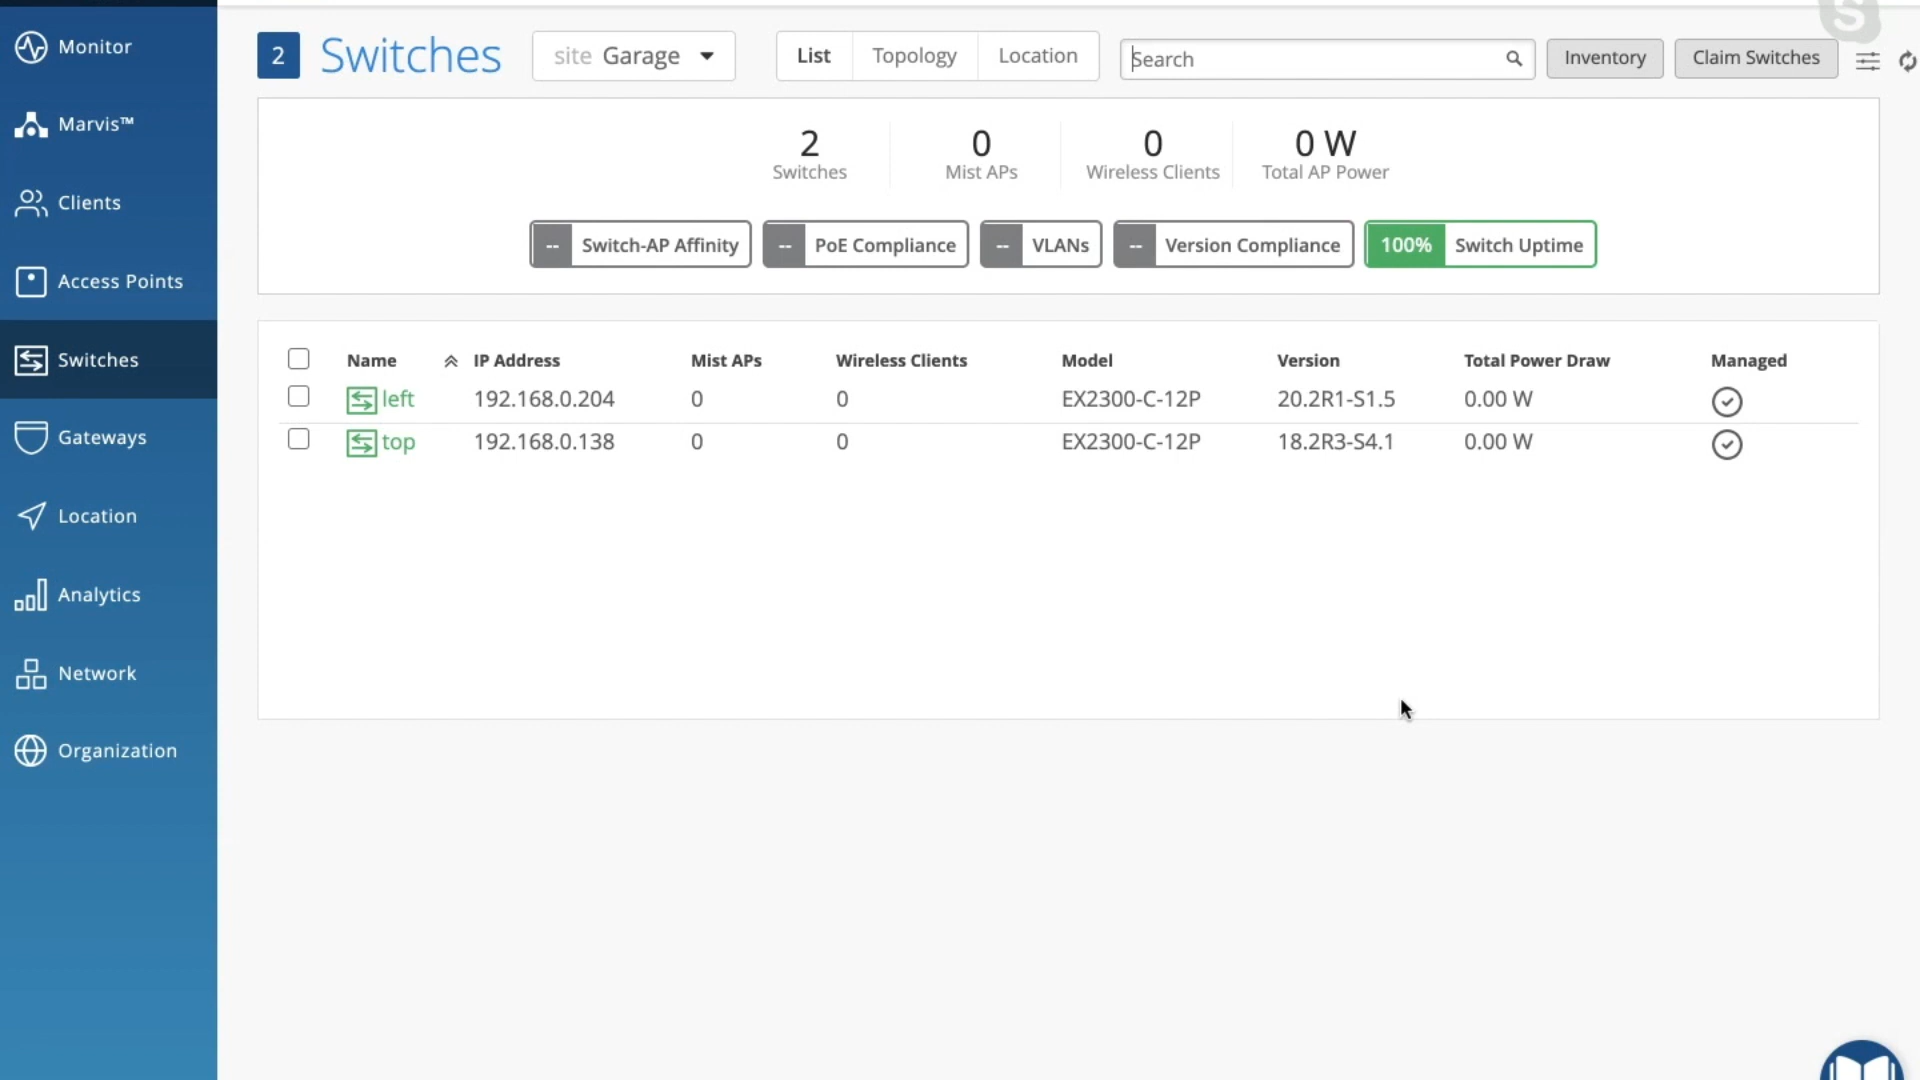 Monitor
Marvis™
Clients
Access Points
Switches
Gateways
Location
Analytics
Network
Organization
2 Switches site Garage List Topology Location Search Inventory Claim Switches
2 0 0 0 W
Switches Mist APs Wireless Clients Total AP Power
-- Switch-AP Affinity -- PoE Compliance -- VLANs -- Version Compliance 100% Switch Uptime
Name IP Address Mist APs Wireless Clients Model Version Total Power Draw Managed
left 192.168.0.204 0 0 EX2300-C-12P 20.2R1-S1.5 0.00 W
top 192.168.0.138 0 0 EX2300-C-12P 18.2R3-S4.1 0.00 W